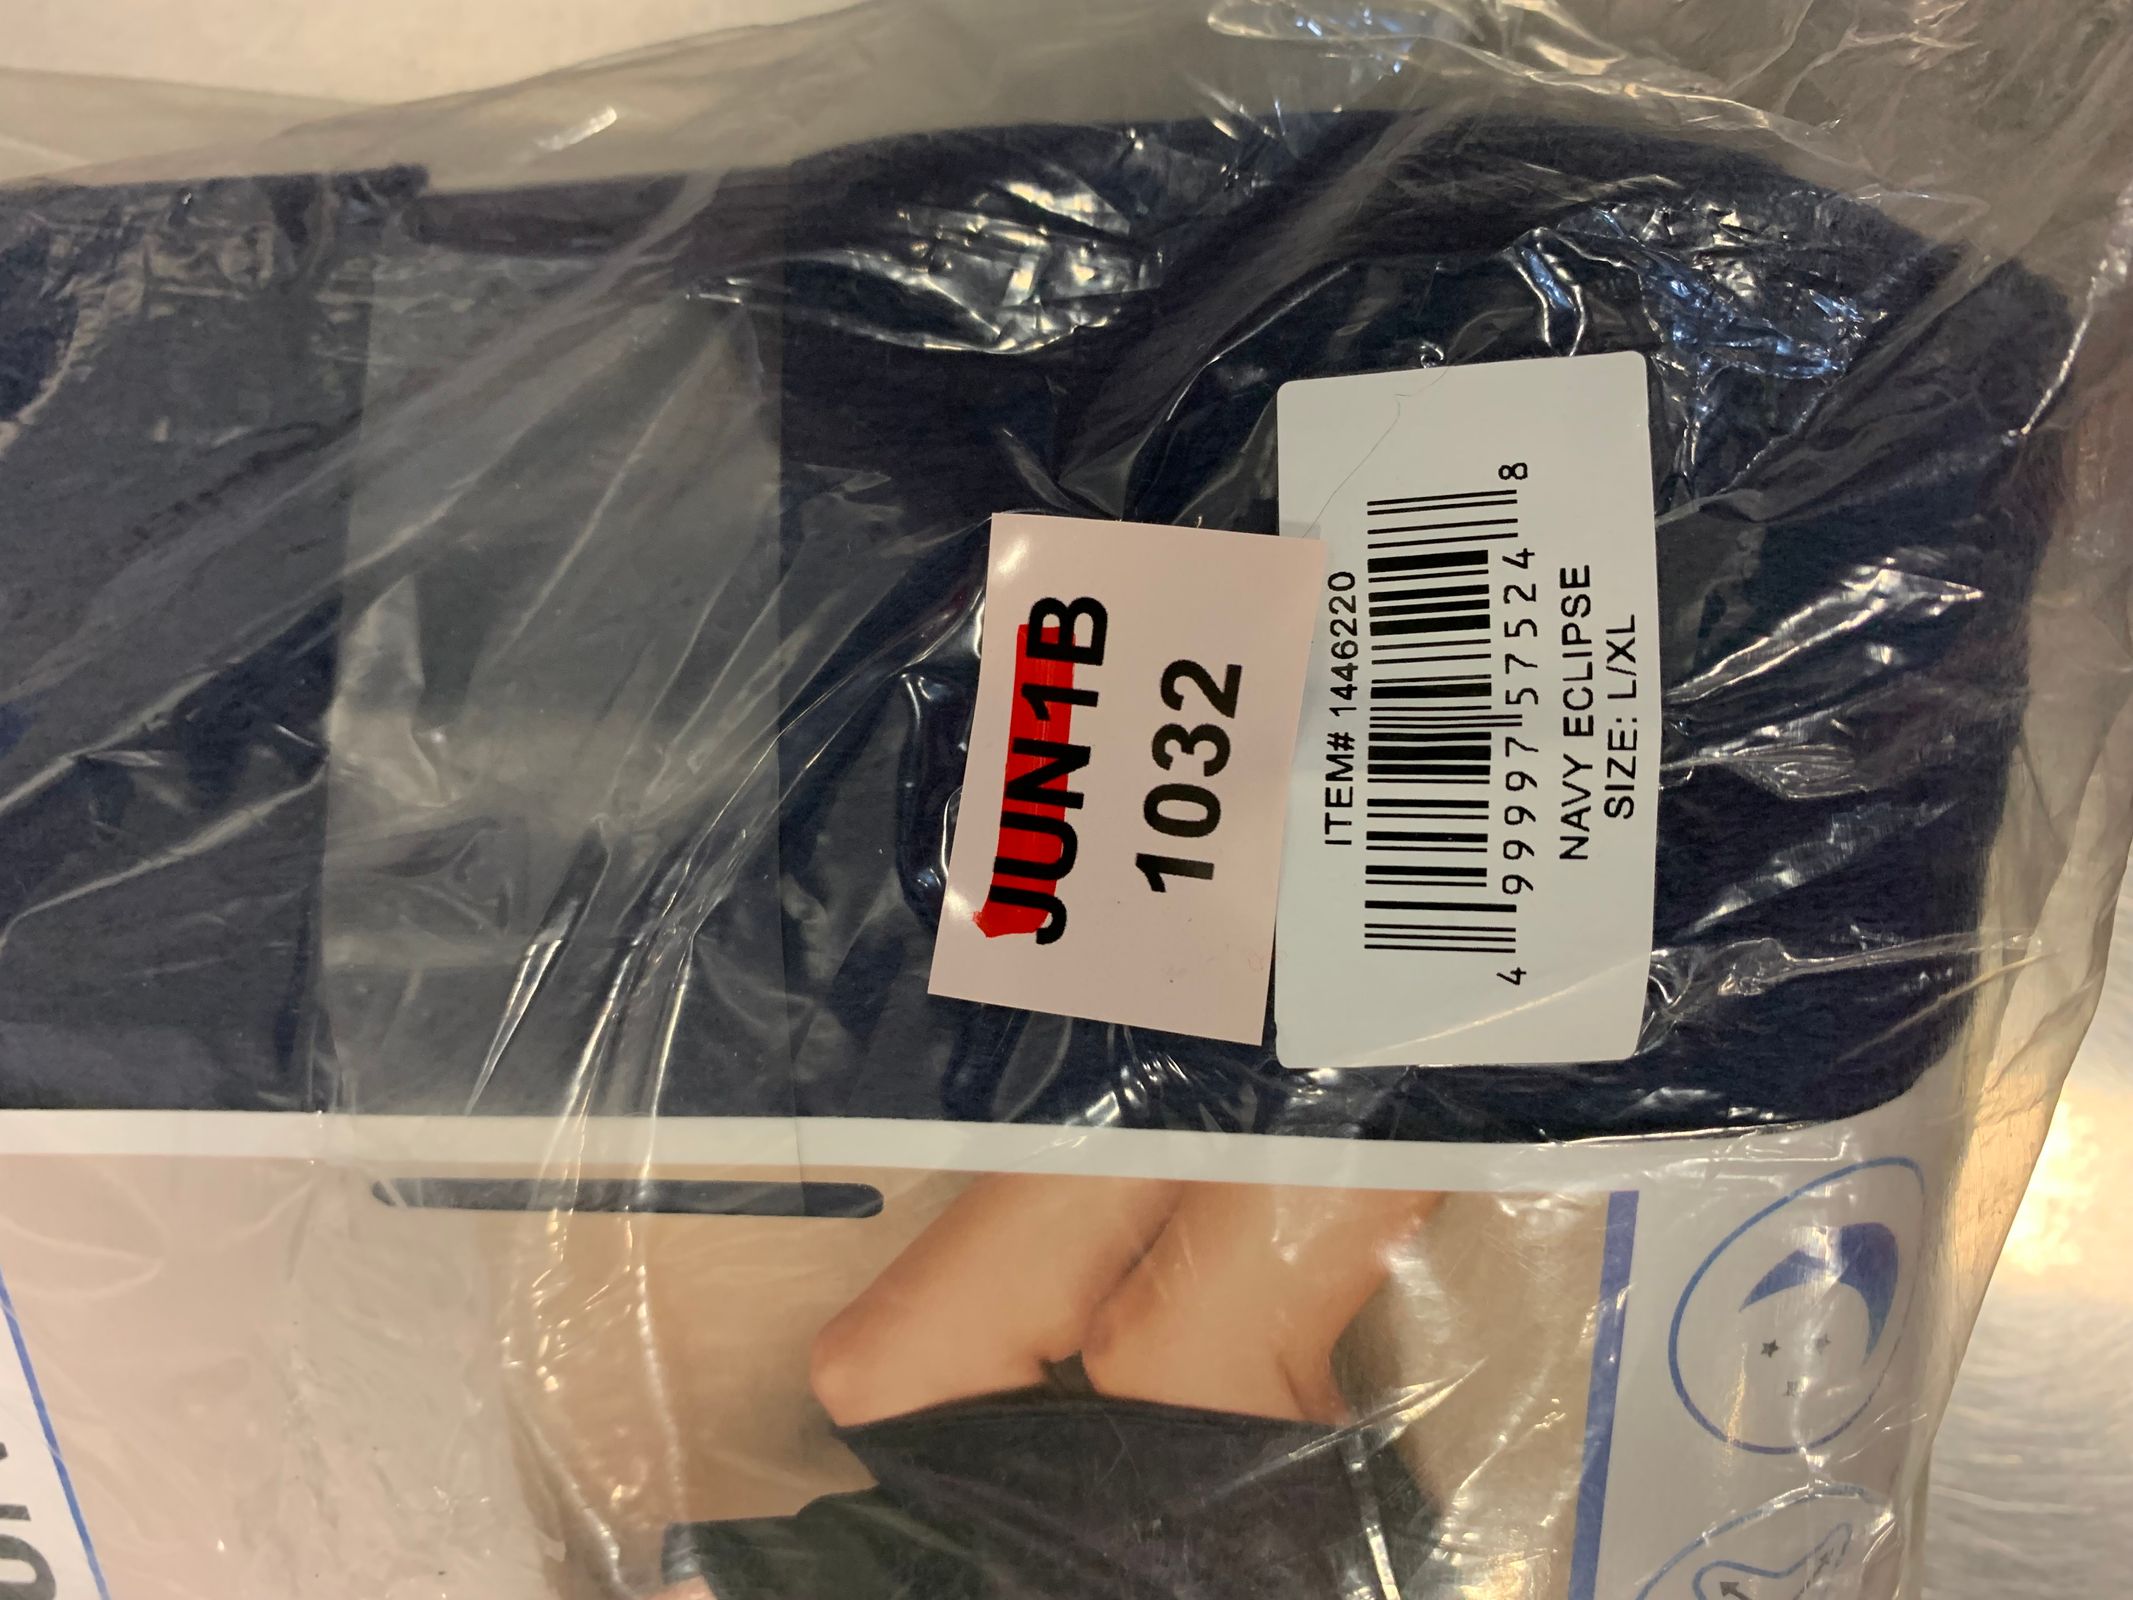 JUN1B
1032
ITEM# 1446220
4 99997 57524 8
NAVY ECLIPSE
SIZE: L/XL